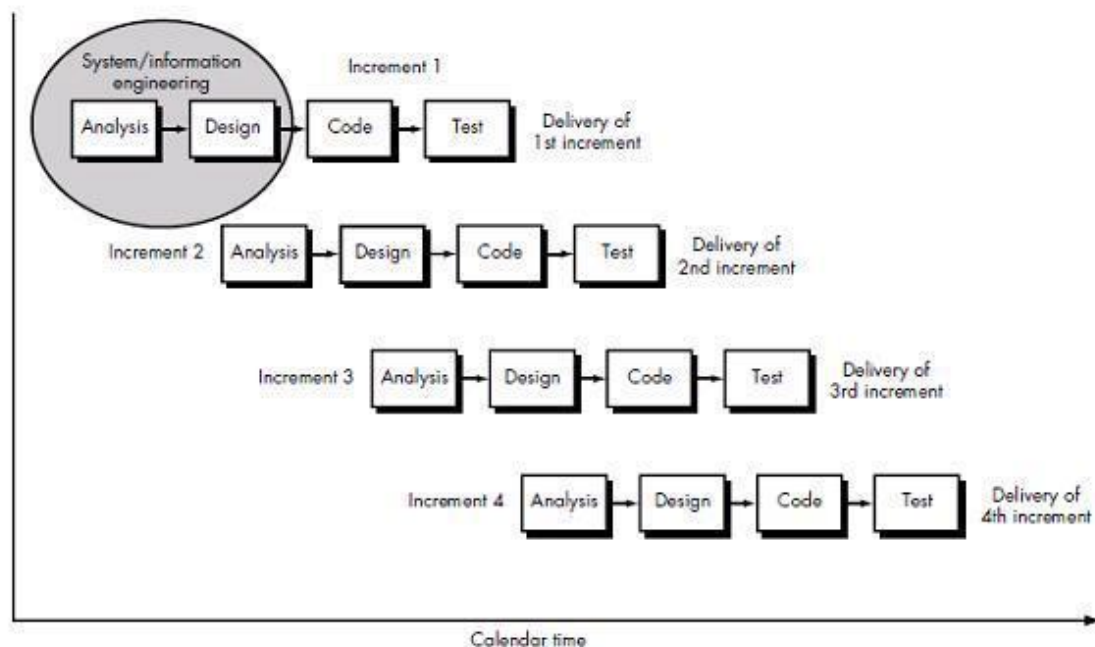 System/information
engineering
Increment 1
Analysis
Design
Code
Test
Delivery of
1st increment
Increment 2
Analysis
Design
Code
Test
Delivery of
2nd increment
Increment 3
Analysis
Design
Code
Test
Delivery of
3rd increment
Increment 4
Analysis
Design
Code
Test
Delivery of
4th increment
Calendar time